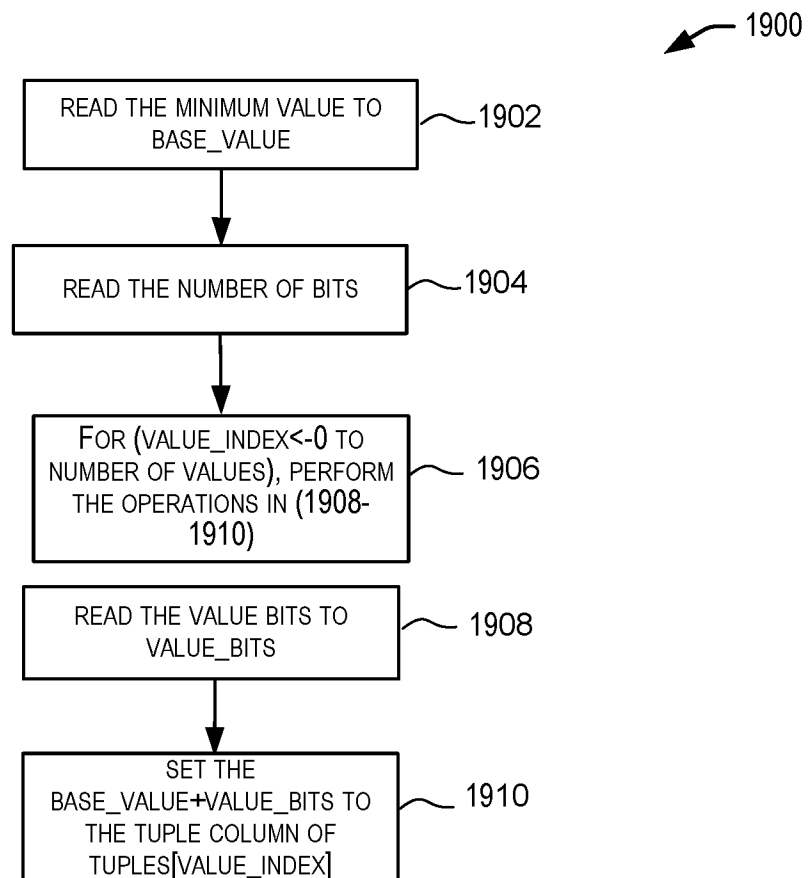 1900
READ THE MINIMUM VALUE TO
BASE_VALUE
1902
READ THE NUMBER OF BITS
1904
FOR (VALUE_INDEX<-0 TO
NUMBER OF VALUES), PERFORM
THE OPERATIONS IN (1908-
1910)
1906
READ THE VALUE BITS TO
VALUE_BITS
1908
SET THE
BASE_VALUE+VALUE_BITS TO
THE TUPLE COLUMN OF
TUPLES[VALUE_INDEX]
1910